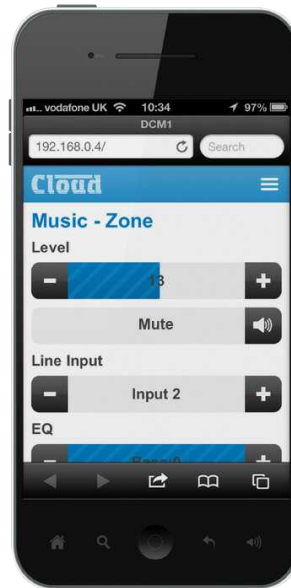 vodafone UK 10:34 97%
DCM1
192.168.0.4/ Search
Cloud
Music - Zone
Level
- 13 +
Mute
Line Input
- Input 2 +
EQ